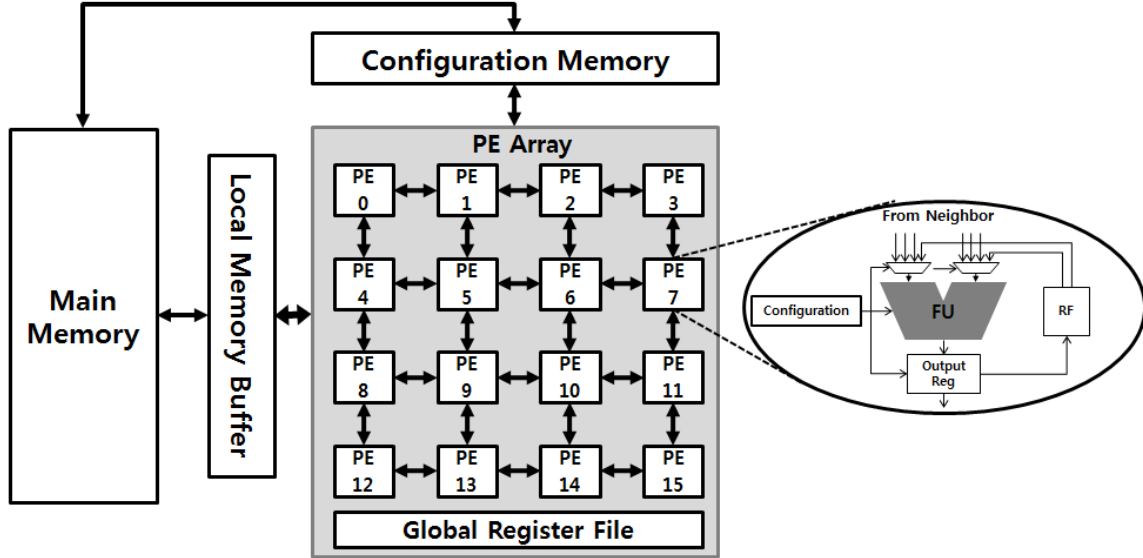 Configuration Memory
Main
Memory
Local Memory Buffer
PE Array
PE
0
PE
1
PE
2
PE
3
PE
4
PE
5
PE
6
PE
7
PE
8
PE
9
PE
10
PE
11
PE
12
PE
13
PE
14
PE
15
Global Register File
From Neighbor
Configuration
FU
RF
Output
Reg